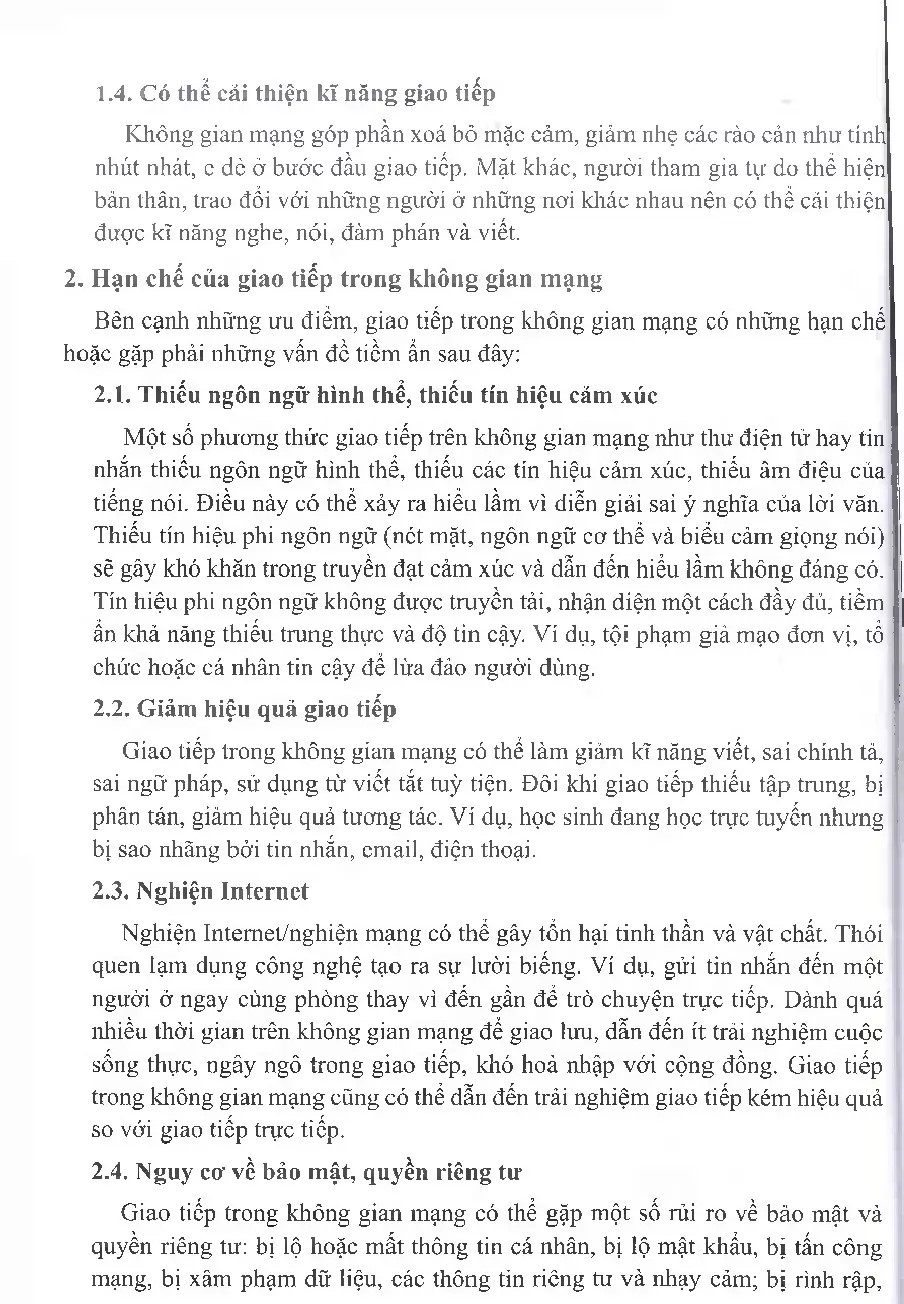 1.4. Có thể cải thiện kĩ năng giao tiếp
Không gian mạng góp phần xoá bỏ mặc cảm, giảm nhẹ các rào cản như tính
nhút nhát, e dè ở bước đầu giao tiếp. Mặt khác, người tham gia tự do thể hiện
bản thân, trao đổi với những người ở những nơi khác nhau nên có thể cải thiện
được kĩ năng nghe, nói, đàm phán và viết.
2. Hạn chế của giao tiếp trong không gian mạng
Bên cạnh những ưu điểm, giao tiếp trong không gian mạng có những hạn chế
hoặc gặp phải những vấn đề tiềm ẩn sau đây:
2.1. Thiếu ngôn ngữ hình thể, thiếu tín hiệu cảm xúc
Một số phương thức giao tiếp trên không gian mạng như thư điện tử hay tin
nhắn thiếu ngôn ngữ hình thể, thiếu các tín hiệu cảm xúc, thiếu âm điệu của
tiếng nói. Điều này có thể xảy ra hiểu lầm vì diễn giải sai ý nghĩa của lời văn.
Thiếu tín hiệu phi ngôn ngữ (nét mặt, ngôn ngữ cơ thể và biểu cảm giọng nói)
sẽ gây khó khăn trong truyền đạt cảm xúc và dẫn đến hiểu lầm không đáng có.
Tín hiệu phi ngôn ngữ không được truyền tải, nhận diện một cách đầy đủ, tiềm
ẩn khả năng thiếu trung thực và độ tin cậy. Ví dụ, tội phạm giả mạo đơn vị, tổ
chức hoặc cá nhân tin cậy để lừa đảo người dùng.
2.2. Giảm hiệu quả giao tiếp
Giao tiếp trong không gian mạng có thể làm giảm kĩ năng viết, sai chính tả,
sai ngữ pháp, sử dụng từ viết tắt tuỳ tiện. Đôi khi giao tiếp thiếu tập trung, bị
phân tán, giảm hiệu quả tương tác. Ví dụ, học sinh đang học trực tuyến nhưng
bị sao nhãng bởi tin nhắn, email, điện thoại.
2.3. Nghiện Internet
Nghiện Internet/nghiện mạng có thể gây tổn hại tinh thần và vật chất. Thói
quen lạm dụng công nghệ tạo ra sự lười biếng. Ví dụ, gửi tin nhắn đến một
người ở ngay cùng phòng thay vì đến gần để trò chuyện trực tiếp. Dành quá
nhiều thời gian trên không gian mạng để giao lưu, dẫn đến ít trải nghiệm cuộc
sống thực, ngây ngô trong giao tiếp, khó hoà nhập với cộng đồng. Giao tiếp
trong không gian mạng cũng có thể dẫn đến trải nghiệm giao tiếp kém hiệu quả
so với giao tiếp trực tiếp.
2.4. Nguy cơ về bảo mật, quyền riêng tư
Giao tiếp trong không gian mạng có thể gặp một số rủi ro về bảo mật và
quyền riêng tư: bị lộ hoặc mất thông tin cá nhân, bị lộ mật khẩu, bị tấn công
mạng, bị xâm phạm dữ liệu, các thông tin riêng tư và nhạy cảm; bị rình rập,